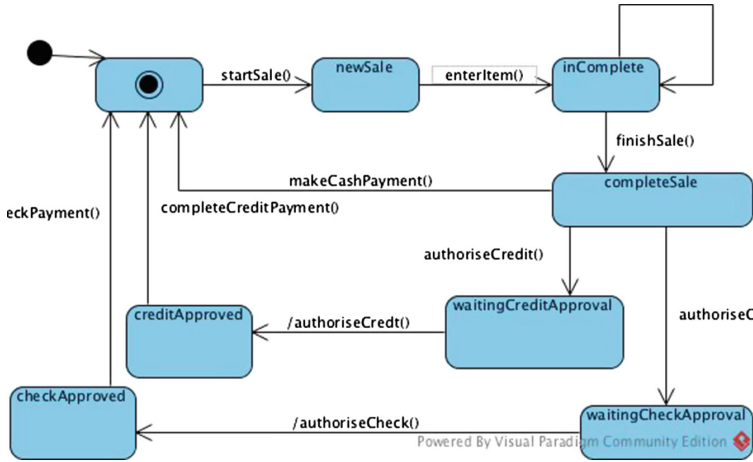 startSale()
newSale
enterItem()
inComplete
finishSale()
makeCashPayment()
completeSale
eckPayment()
completeCreditPayment()
authoriseCredit()
creditApproved
/authoriseCredt()
waitingCreditApproval
authoriseC
checkApproved
/authoriseCheck()
waitingCheckApproval
Powered By Visual Paradigm Community Edition